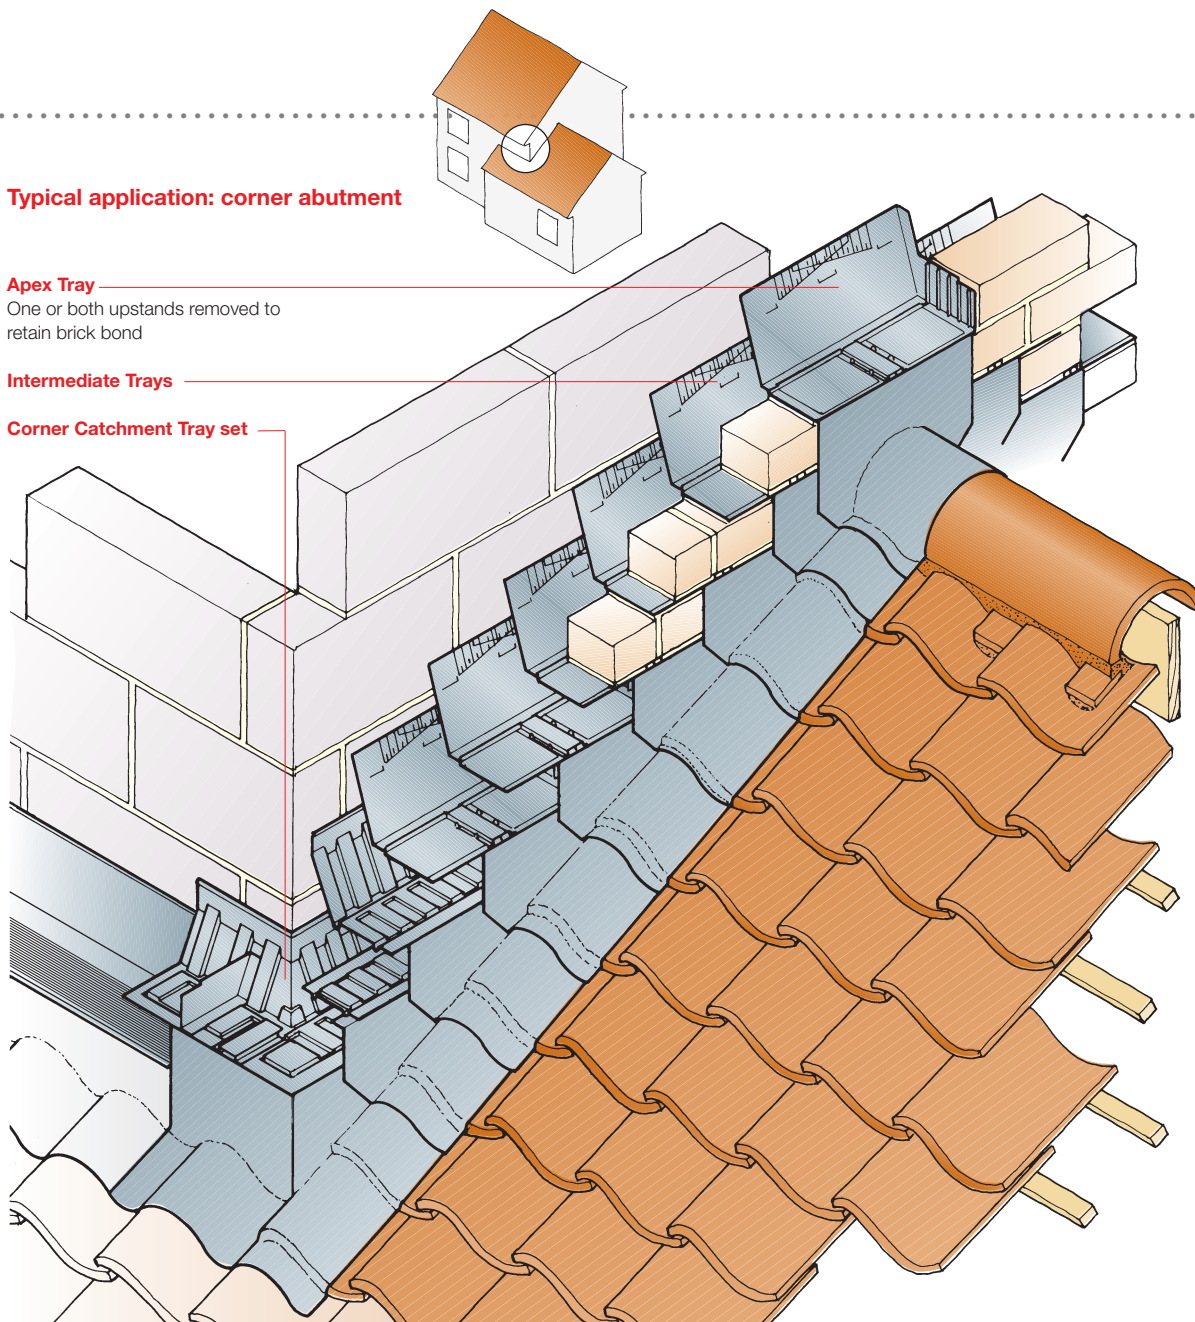 Typical application: corner abutment
Apex Tray
One or both upstands removed to
retain brick bond
Intermediate Trays
Corner Catchment Tray set